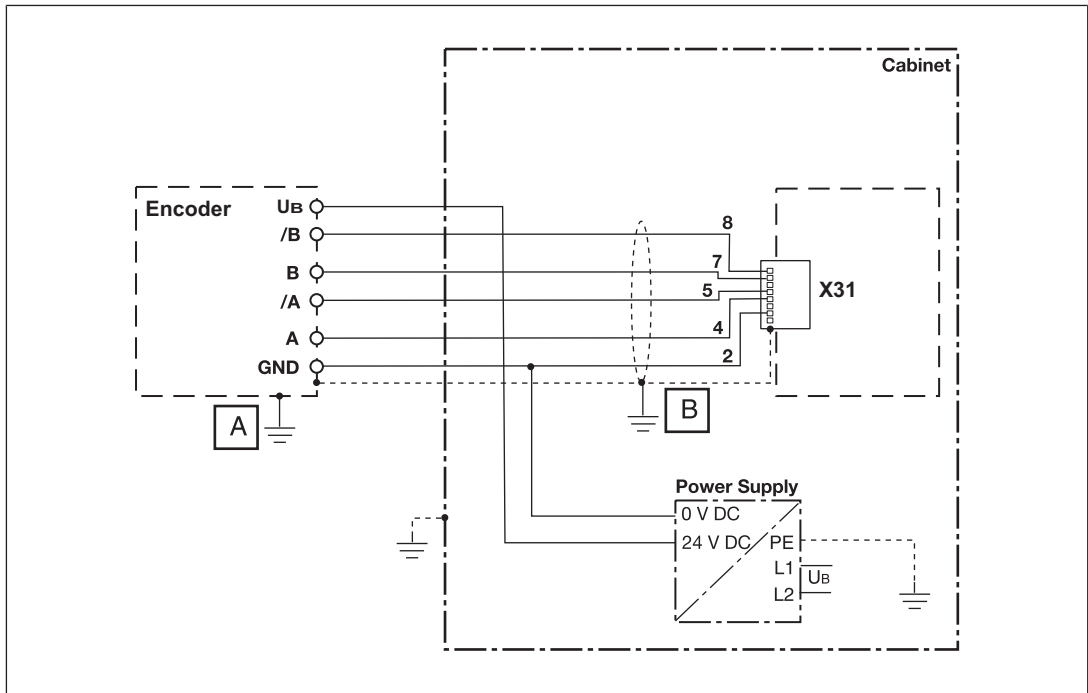 Cabinet
Encoder
UB
/B
B
/A
A
GND
8
7
5
4
2
X31
A
B
Power Supply
0 V DC
24 V DC
PE
L1
L2
UB